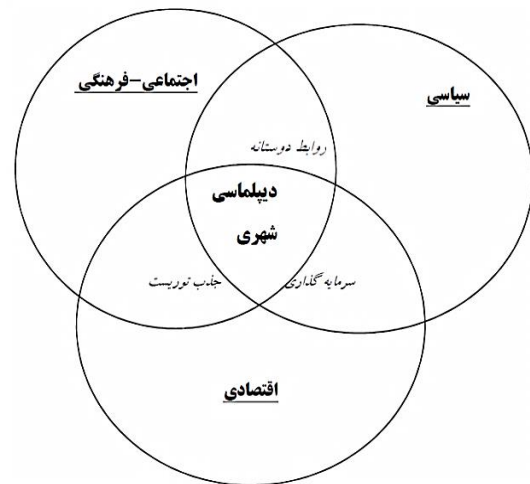 اجتماعی-فرهنگی
سیاسی
روابط دوستانه
دیپلماسی
شهری
سرمایه گذاری
جذب توریست
اقتصادی